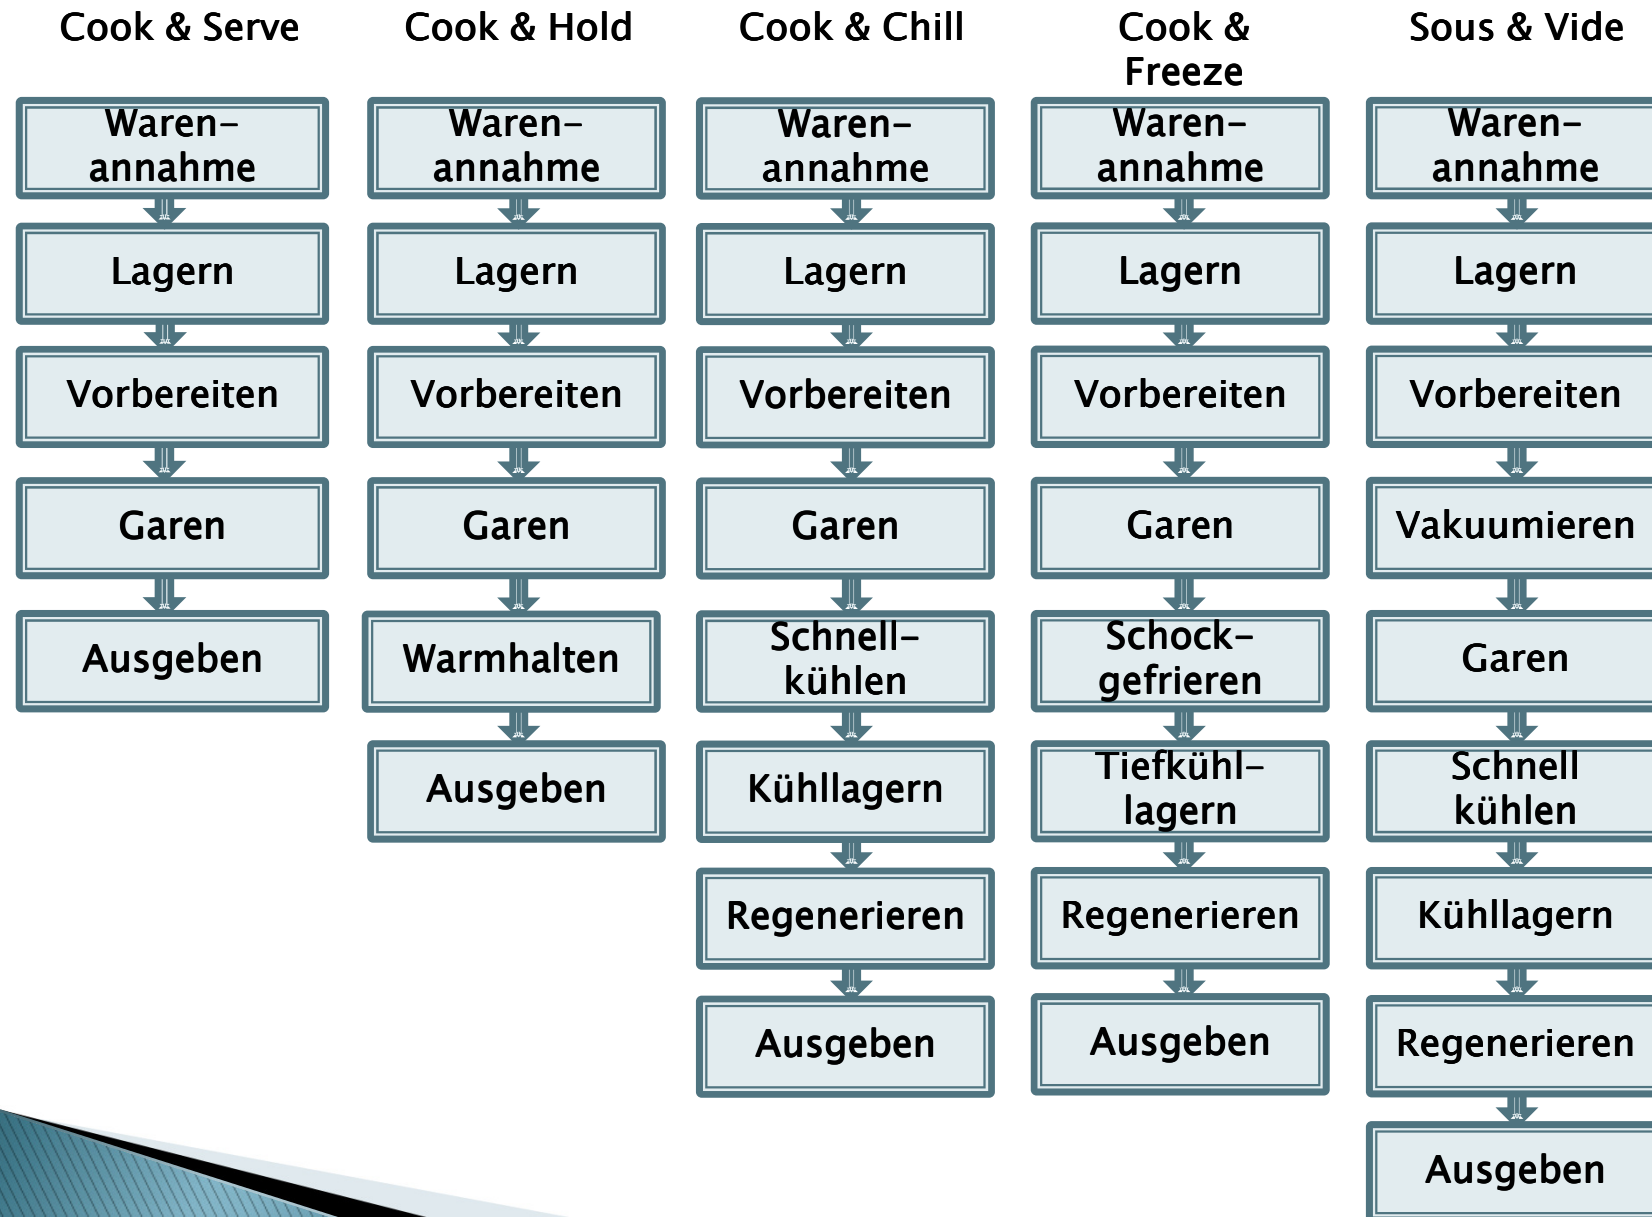 Cook & Serve
Waren-
annahme
Lagern
Vorbereiten
Garen
Ausgeben
Cook & Hold
Waren-
annahme
Lagern
Vorbereiten
Garen
Warmhalten
Ausgeben
Cook & Chill
Waren-
annahme
Lagern
Vorbereiten
Garen
Schnell-
kühlen
Kühllagern
Regenerieren
Ausgeben
Cook &
Freeze
Waren-
annahme
Lagern
Vorbereiten
Garen
Schock-
gefrieren
Tiefkühl-
lagern
Regenerieren
Ausgeben
Sous & Vide
Waren-
annahme
Lagern
Vorbereiten
Vakuumieren
Garen
Schnell
kühlen
Kühllagern
Regenerieren
Ausgeben